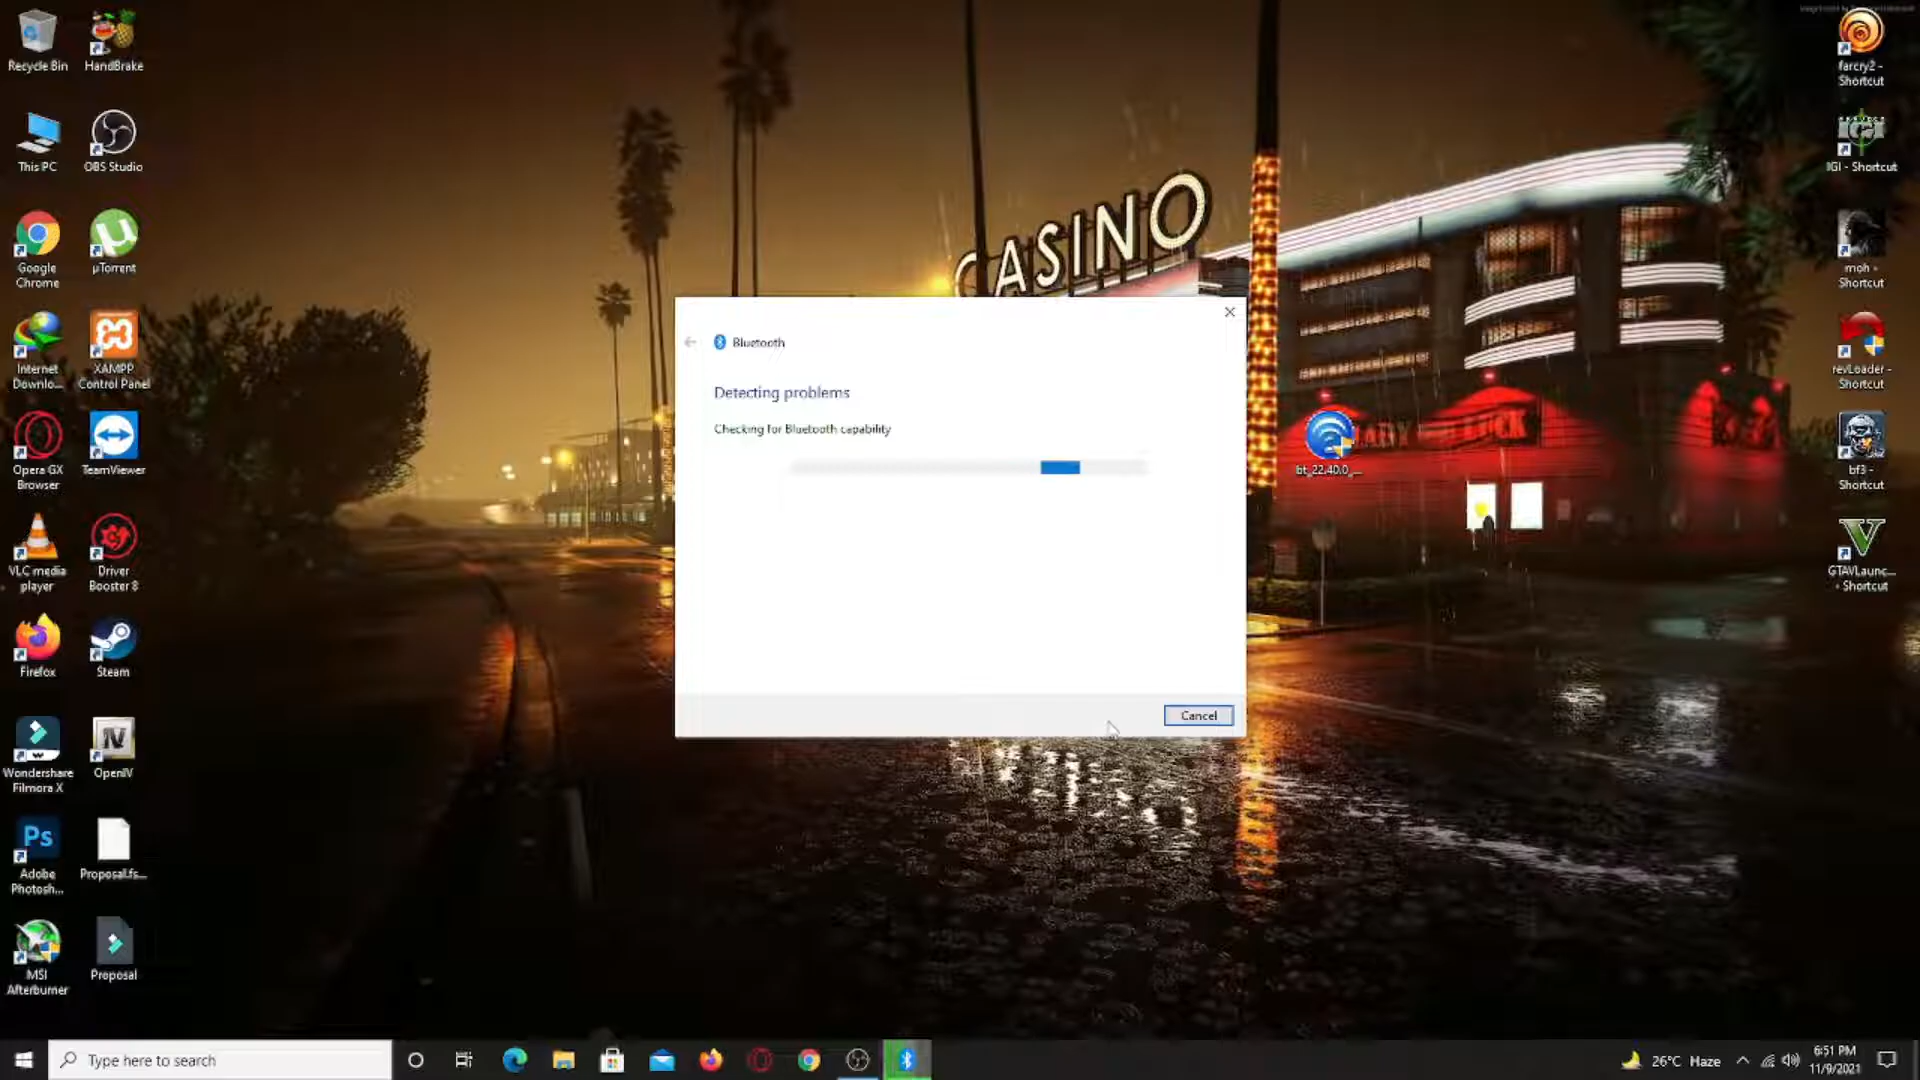 Recycle Bin
HandBrake
This PC
OBS Studio
Google
Chrome
µTorrent
Internet
Downlo...
XAMPP
Control Panel
Opera GX
Browser
TeamViewer
VLC media
player
Driver
Booster 8
Firefox
Steam
Wondershare
Filmora X
OpenIV
Ps
Adobe
Photosh...
Proposal.fs...
MSI
Afterburner
Proposal
CASINO
Bluetooth
Detecting problems
Checking for Bluetooth capability
Cancel
LUCK
bt_22.40.0_...
farcry2 -
Shortcut
IGI - Shortcut
moh -
Shortcut
revLoader -
Shortcut
bf3 -
Shortcut
GTAVLaunc...
- Shortcut
Type here to search
26°C Haze
6:51 PM
11/9/2021